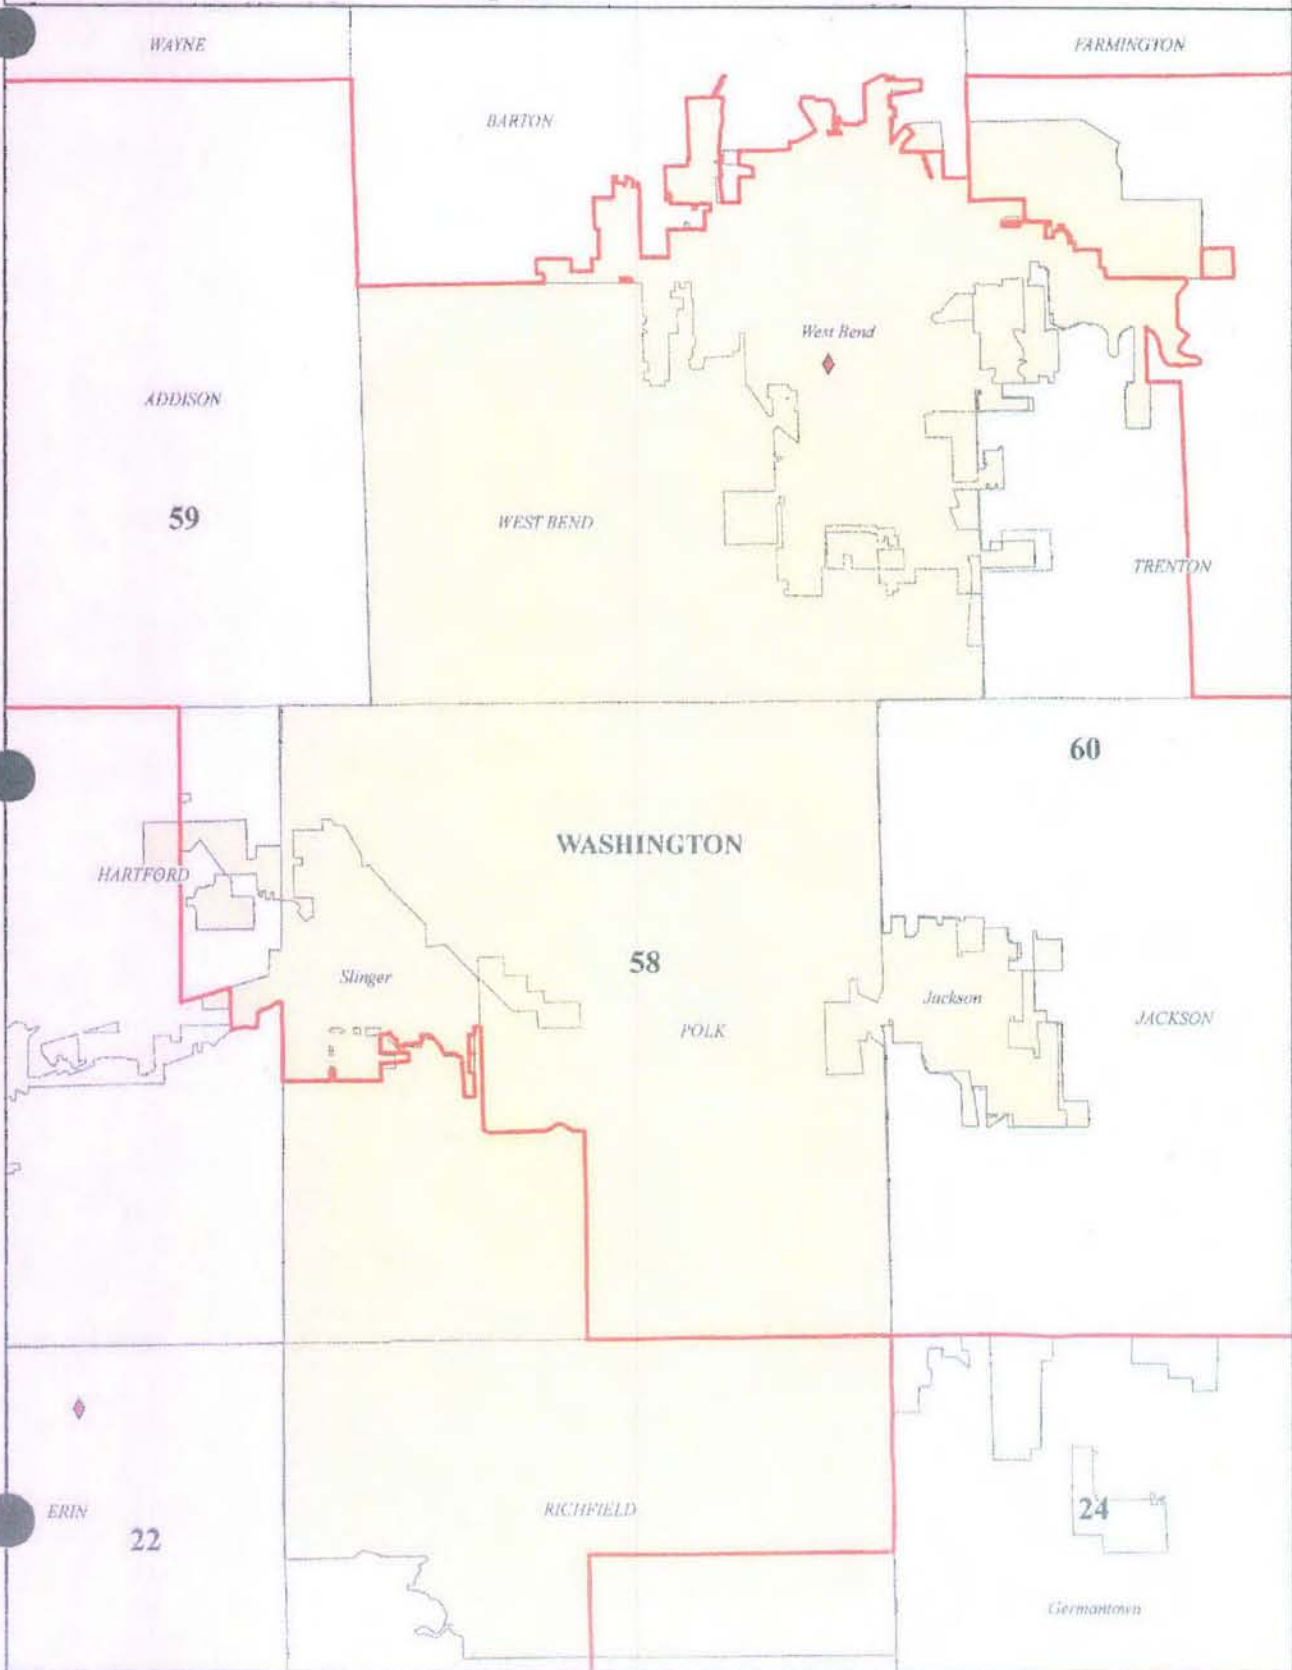 WAYNE
FARMINGTON
BARTON
West Bend
ADDISON
59
WEST BEND
TRENTON
60
WASHINGTON
HARTFORD
58
Slinger
Jackson
POLK
JACKSON
ERIN
RICHFIELD
24
22
Germantown